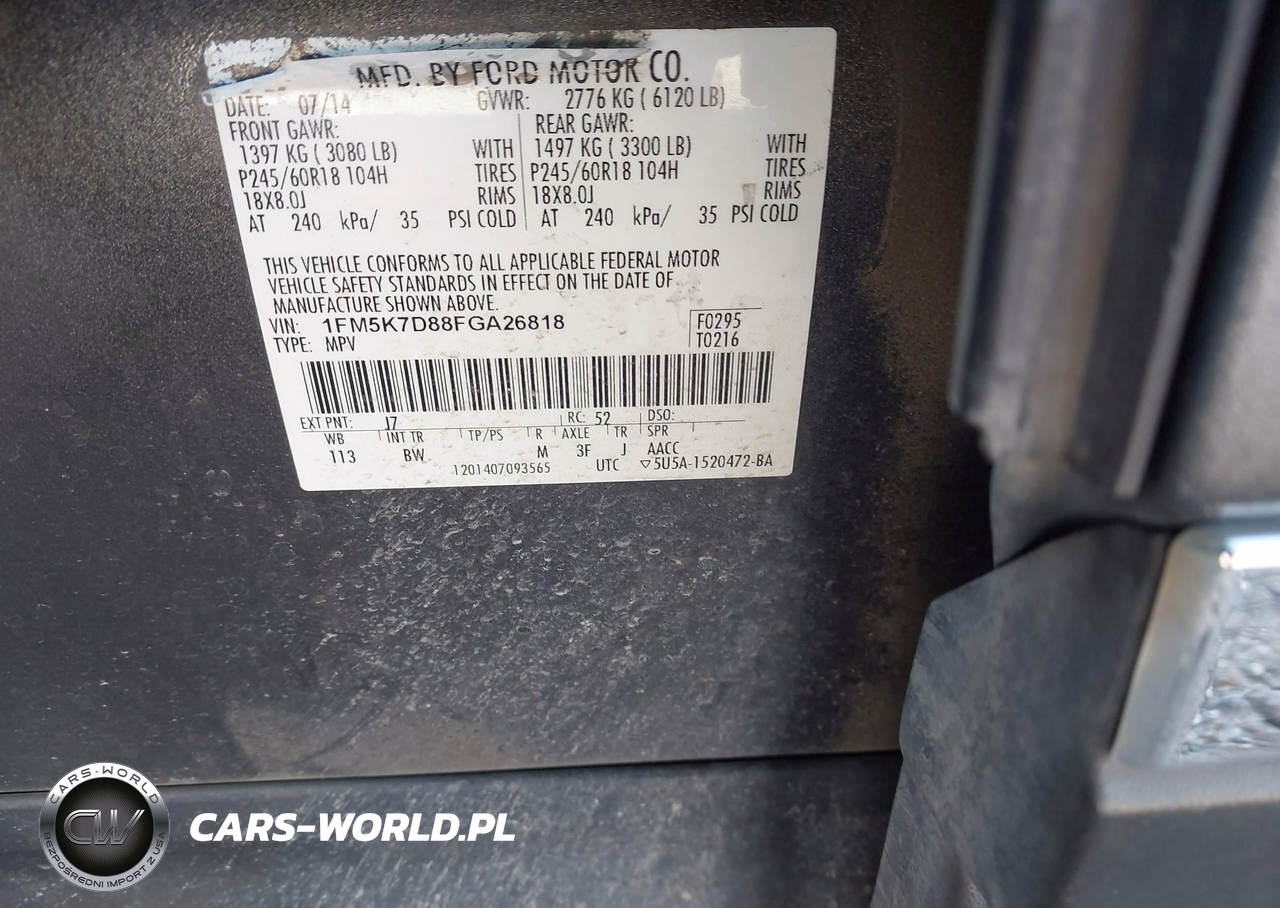 MFD. BY FORD MOTOR CO.
DATE: 07/14 GVWR: 2776 KG ( 6120 LB)
FRONT GAWR: REAR GAWR:
1397 KG ( 3080 LB) WITH 1497 KG ( 3300 LB) WITH
P245/60R18 104H TIRES P245/60R18 104H TIRES
18X8.0J RIMS 18X8.0J RIMS
AT 240 kPa/ 35 PSI COLD AT 240 kPa/ 35 PSI COLD
THIS VEHICLE CONFORMS TO ALL APPLICABLE FEDERAL MOTOR
VEHICLE SAFETY STANDARDS IN EFFECT ON THE DATE OF
MANUFACTURE SHOWN ABOVE.
VIN: 1FM5K7D88FGA26818 F0295
TYPE: MPV T0216
EXT PNT: J7 RC: 52 DSO:
WB INT TR TP/PS R AXLE TR SPR
113 BW M 3F J AACC
1201407093565 UTC ▽5U5A-1520472-BA
CARS-WORLD
CW
BEZPOŚREDNI IMPORT Z USA
CARS-WORLD.PL